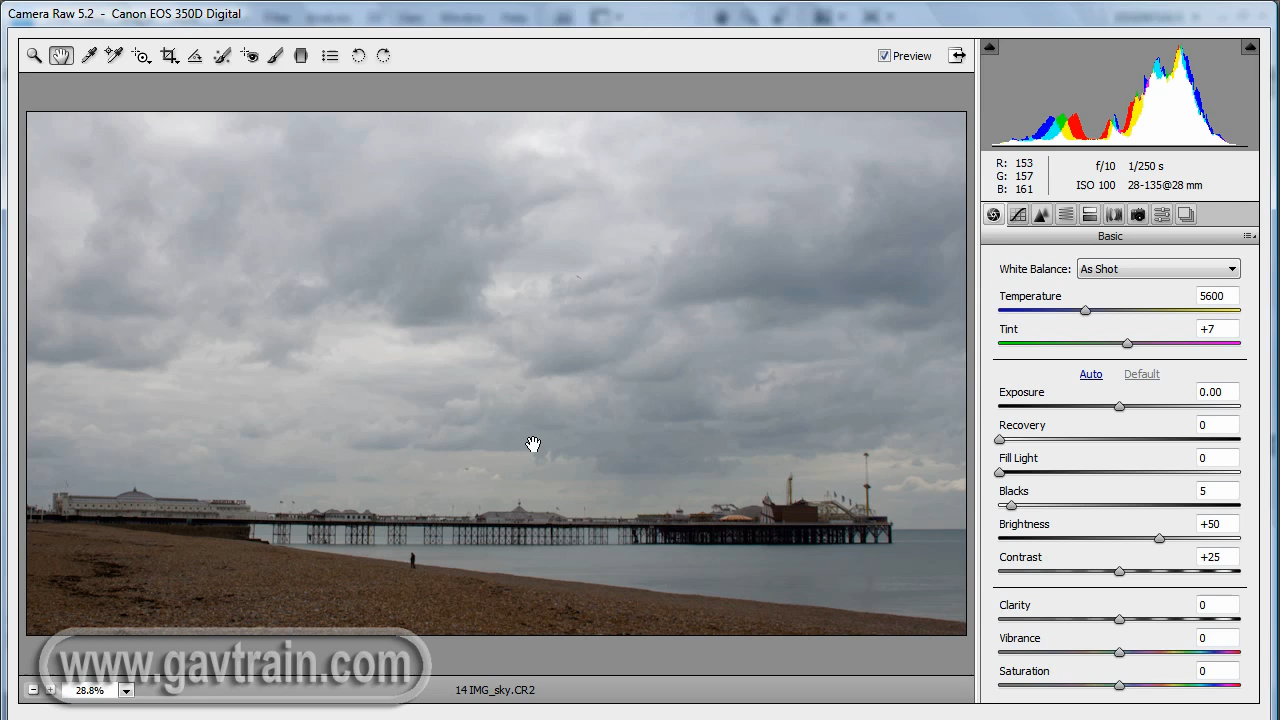 Camera Raw 5.2 - Canon EOS 350D Digital
Preview
R: 153
G: 157
B: 161
f/10 1/250 s
ISO 100 28-135@28 mm
Basic
White Balance: As Shot
Temperature 5600
Tint +7
Auto Default
Exposure 0.00
Recovery 0
Fill Light 0
Blacks 5
Brightness +50
Contrast +25
Clarity 0
Vibrance 0
Saturation 0
www.gavtrain.com
28.8%
14 IMG_sky.CR2